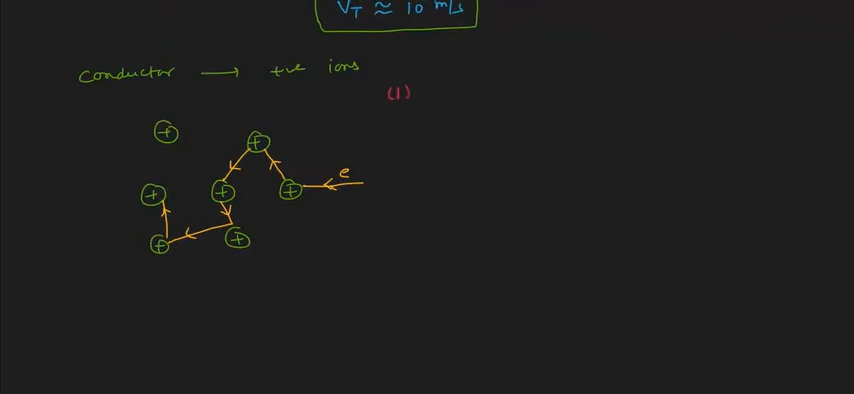 V_T ≈ 10 m/s
conductor → +ve ions
(1)
+
+
e
+
+
+
+
+